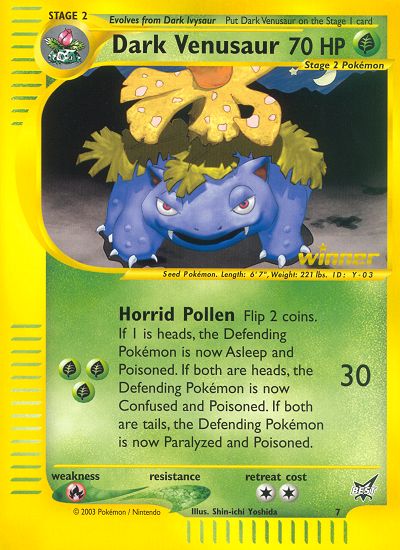 STAGE 2
Evolves from Dark Ivysaur Put Dark Venusaur on the Stage 1 card
Dark Venusaur 70 HP
Stage 2 Pokémon
winner
Seed Pokémon. Length: 6' 7", Weight: 221 lbs. ID: Y-03
Horrid Pollen Flip 2 coins.
If 1 is heads, the Defending
Pokémon is now Asleep and
Poisoned. If both are heads, the
Defending Pokémon is now
Confused and Poisoned. If both
are tails, the Defending Pokémon
is now Paralyzed and Poisoned.
30
weakness resistance retreat cost
BEST
© 2003 Pokémon / Nintendo Illus. Shin-ichi Yoshida 7